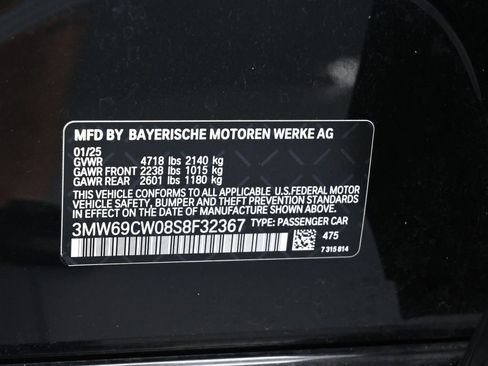 MFD BY BAYERISCHE MOTOREN WERKE AG
01/25
GVWR 4718 lbs 2140 kg
GAWR FRONT 2238 lbs 1015 kg
GAWR REAR 2601 lbs 1180 kg
THIS VEHICLE CONFORMS TO ALL APPLICABLE U.S.FEDERAL MOTOR
VEHICLE SAFETY, BUMPER AND THEFT PREVENTION STANDARDS
IN EFFECT ON THE DATE OF MANUFACTURE SHOWN ABOVE.
3MW69CW08S8F32367 TYPE: PASSENGER CAR
475
7 315 814